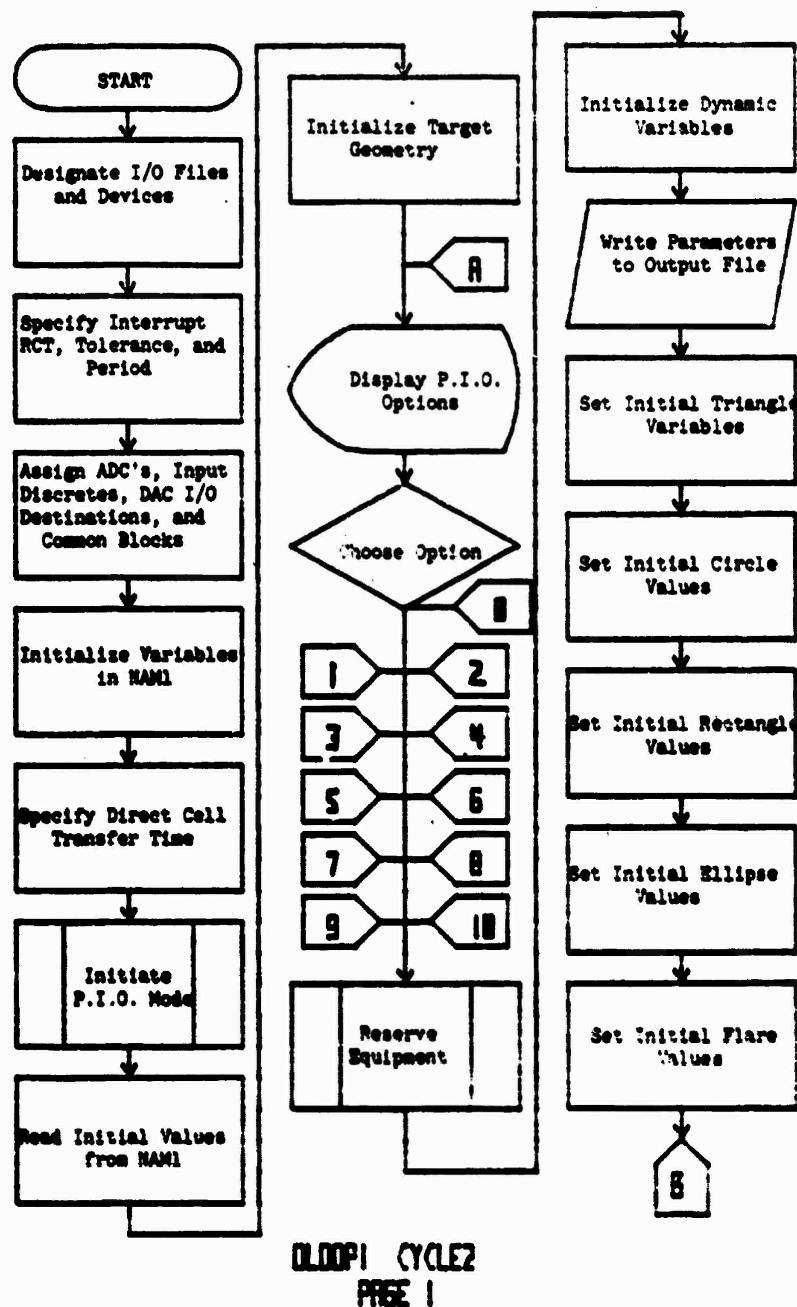 START
Designate I/O Files
and Devices
Specify Interrupt
RCT, Tolerance, and
Period
Assign ADC's, Input
Discretes, DAC I/O
Destinations, and
Common Blocks
Initialize Variables
in NAM1
Specify Direct Cell
Transfer Time
Initiate
P.I.O. Mode
Read Initial Values
from NAM1
Initialize Target
Geometry
A
Display P.I.O.
Options
Choose Option
1
2
3
4
5
6
7
8
9
10
Reserve
Equipment
Initialize Dynamic
Variables
Write Parameters
to Output File
Set Initial Triangle
Variables
Set Initial Circle
Values
Set Initial Rectangle
Values
Set Initial Ellipse
Values
Set Initial Flare
Values
CYCLE2
PAGE 1